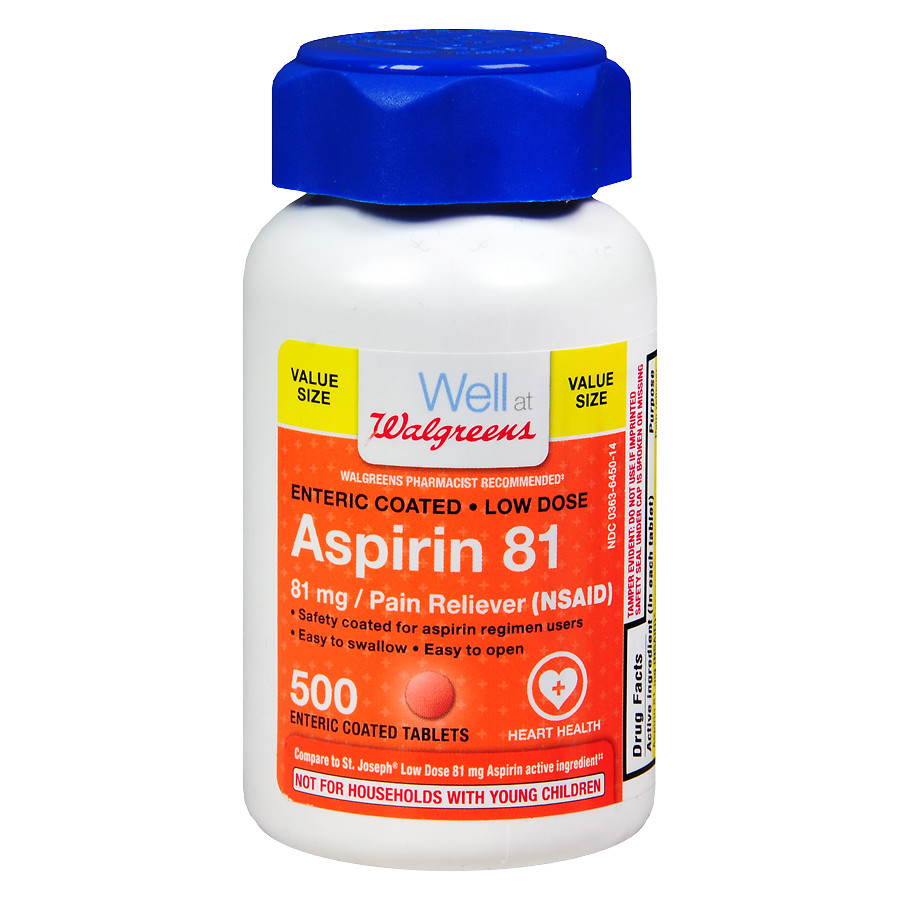 VALUE
SIZE
Well at
Walgreens
VALUE
SIZE
WALGREENS PHARMACIST RECOMMENDED‡
ENTERIC COATED • LOW DOSE
Aspirin 81
81 mg / Pain Reliever (NSAID)
• Safety coated for aspirin regimen users
• Easy to swallow • Easy to open
500
ENTERIC COATED TABLETS
HEART HEALTH
Compare to St. Joseph® Low Dose 81 mg Aspirin active ingredient‡‡
NOT FOR HOUSEHOLDS WITH YOUNG CHILDREN
NDC 0363-6450-14
TAMPER EVIDENT: DO NOT USE IF IMPRINTED
SAFETY SEAL UNDER CAP IS BROKEN OR MISSING
Drug Facts
Active ingredient (in each tablet) Purpose